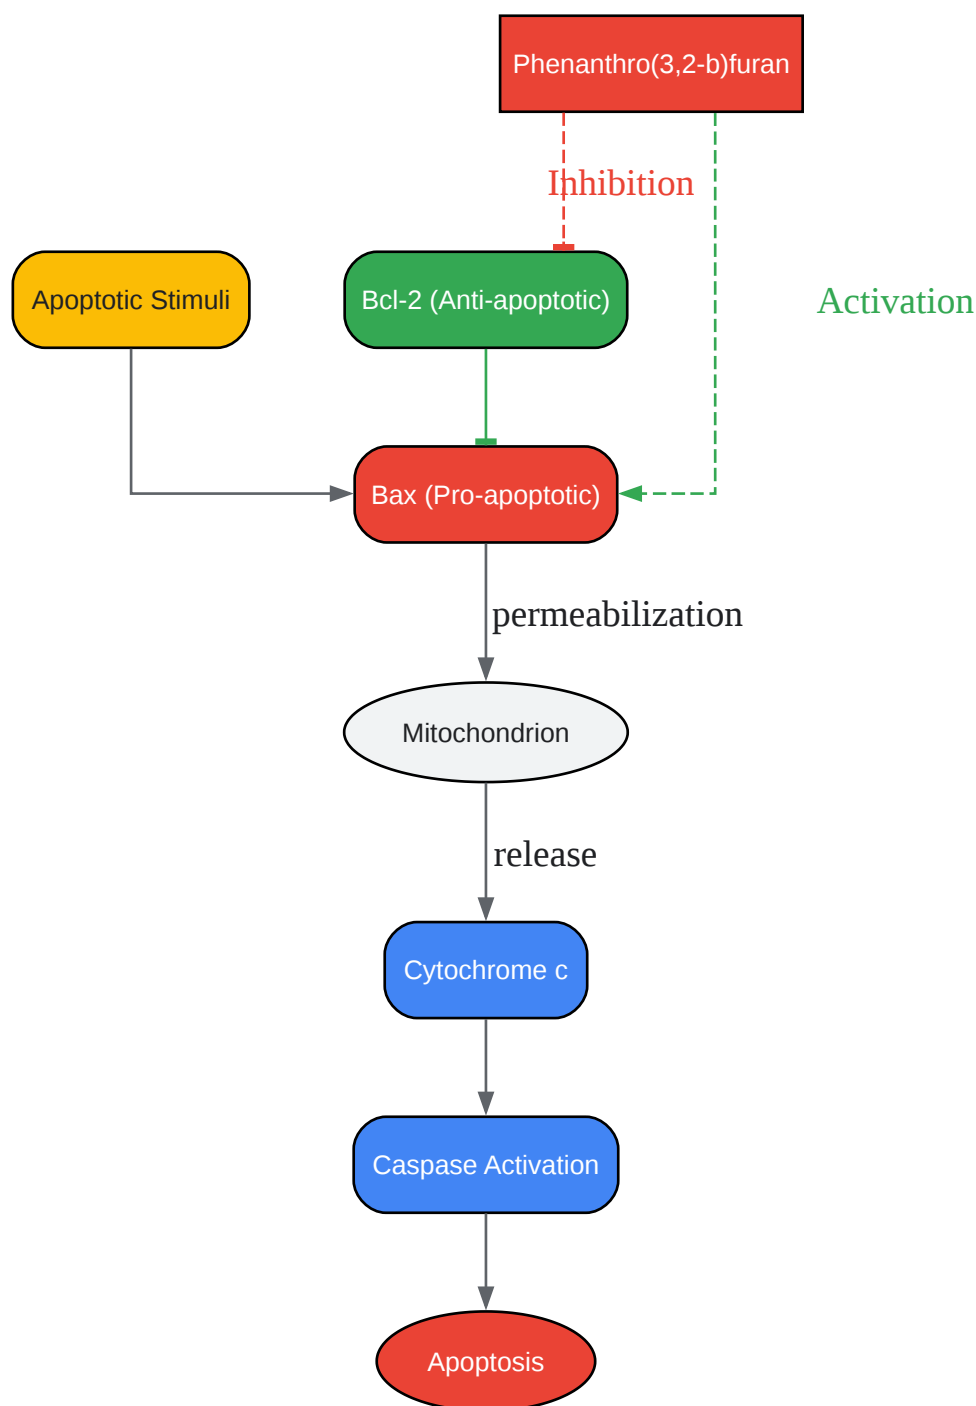 Phenanthro(3,2-b)furan
Inhibition
Apoptotic Stimuli
Bcl-2 (Anti-apoptotic)
Activation
Bax (Pro-apoptotic)
permeabilization
Mitochondrion
release
Cytochrome c
Caspase Activation
Apoptosis